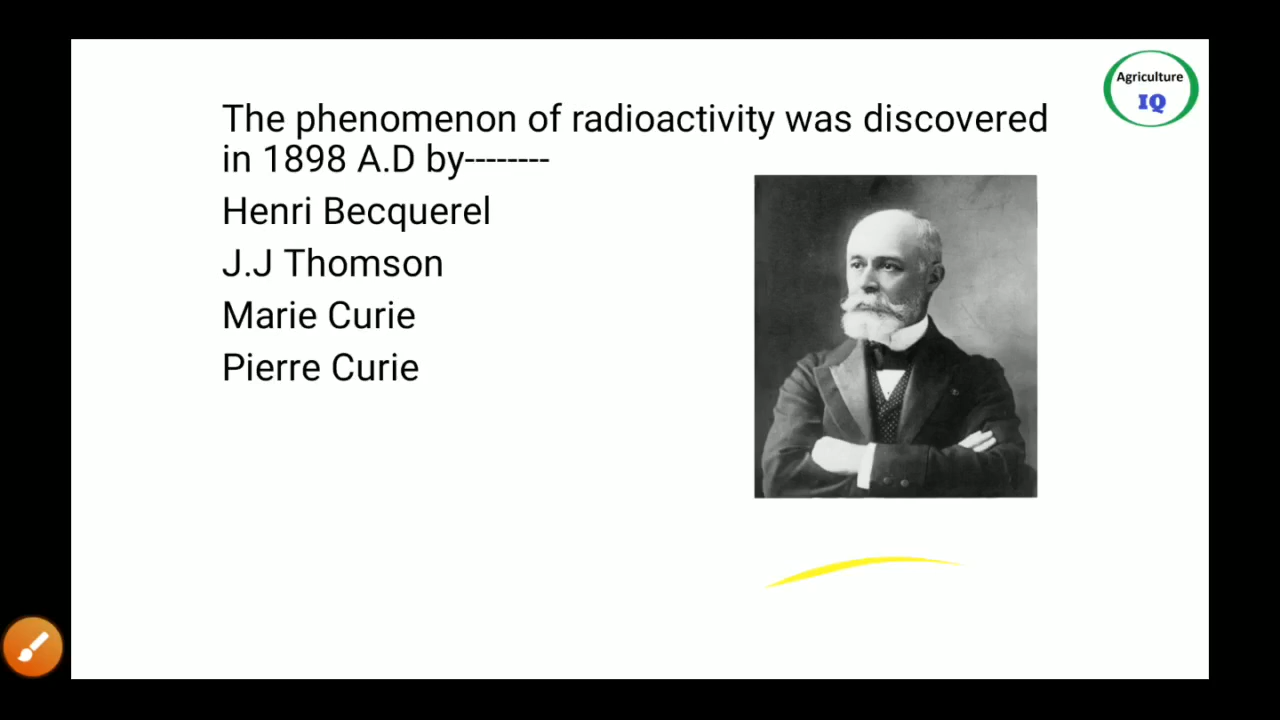 Agriculture
IQ
The phenomenon of radioactivity was discovered
in 1898 A.D by--------
Henri Becquerel
J.J Thomson
Marie Curie
Pierre Curie